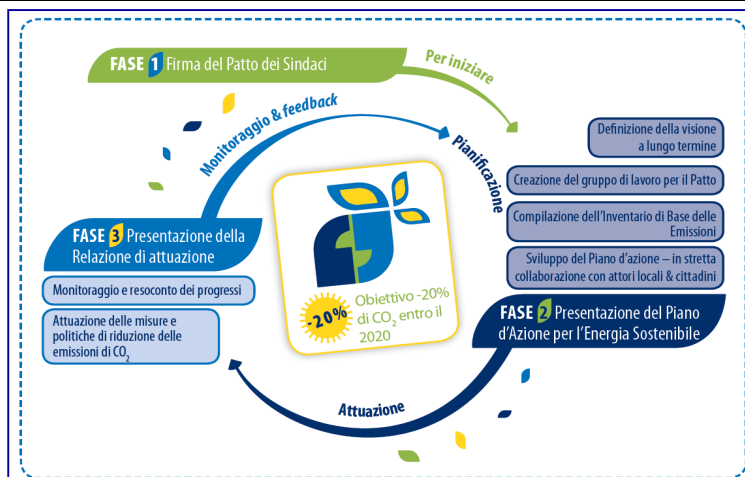 FASE 1 Firma del Patto dei Sindaci
Per iniziare
Monitoraggio & feedback
Pianificazione
Definizione della visione
a lungo termine
Creazione del gruppo di lavoro per il Patto
Compilazione dell'Inventario di Base delle
Emissioni
Sviluppo del Piano d'azione – in stretta
collaborazione con attori locali & cittadini
FASE 2 Presentazione del Piano
d'Azione per l'Energia Sostenibile
FASE 3 Presentazione della
Relazione di attuazione
Monitoraggio e resoconto dei progressi
Attuazione delle misure e
politiche di riduzione delle
emissioni di CO2
-20%
Obiettivo -20%
di CO2 entro il
2020
Attuazione